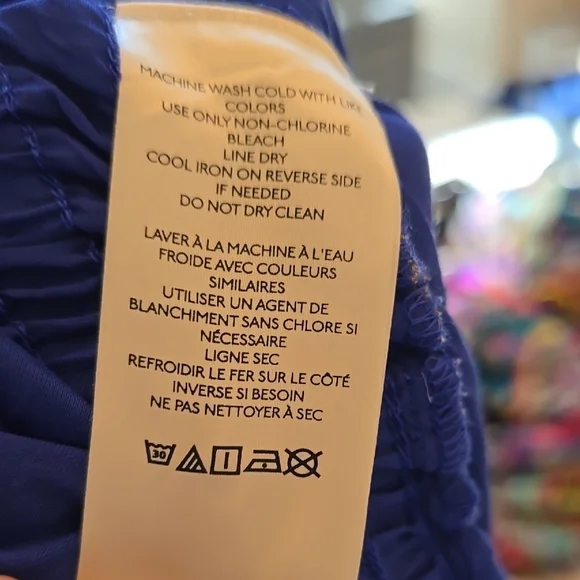 MACHINE WASH COLD WITH LIKE
COLORS
USE ONLY NON-CHLORINE
BLEACH
LINE DRY
COOL IRON ON REVERSE SIDE
IF NEEDED
DO NOT DRY CLEAN
LAVER À LA MACHINE À L'EAU
FROIDE AVEC COULEURS
SIMILAIRES
UTILISER UN AGENT DE
BLANCHIMENT SANS CHLORE SI
NÉCESSAIRE
LIGNE SEC
REFROIDIR LE FER SUR LE CÔTÉ
INVERSE SI BESOIN
NE PAS NETTOYER À SEC
30